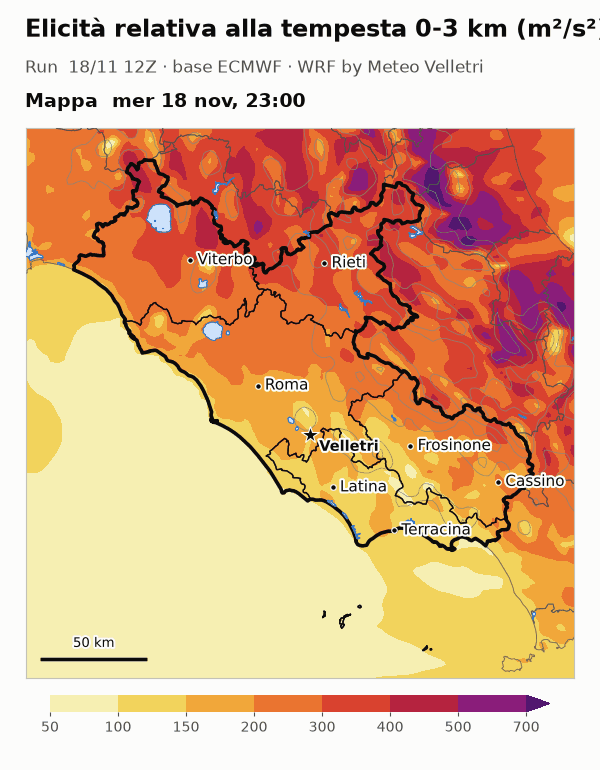 Elicità relativa alla tempesta 0-3 km (m²/s²)
Run 18/11 12Z · base ECMWF · WRF by Meteo Velletri
Mappa mer 18 nov, 23:00
Viterbo
Rieti
Roma
Velletri
Frosinone
Cassino
Latina
Terracina
50 km
50 100 150 200 300 400 500 700